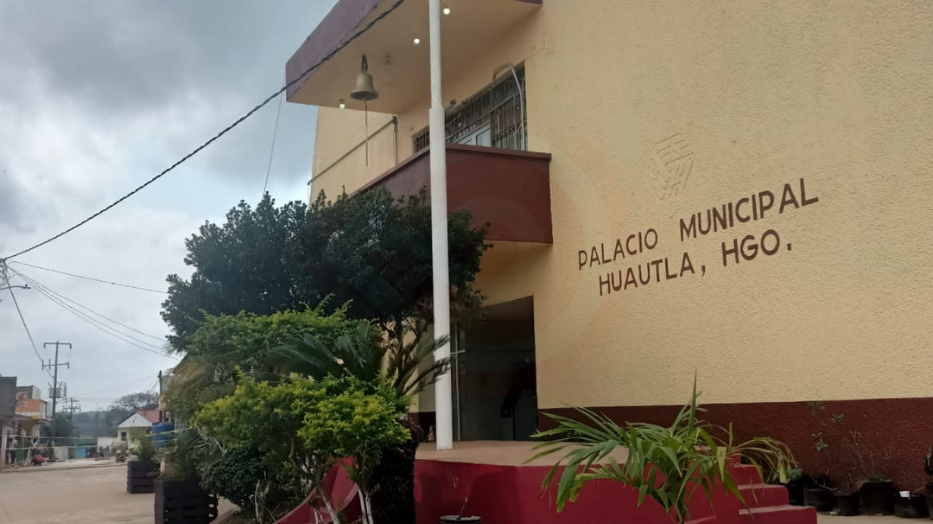 PALACIO MUNICIPAL
HUAUTLA, HGO.